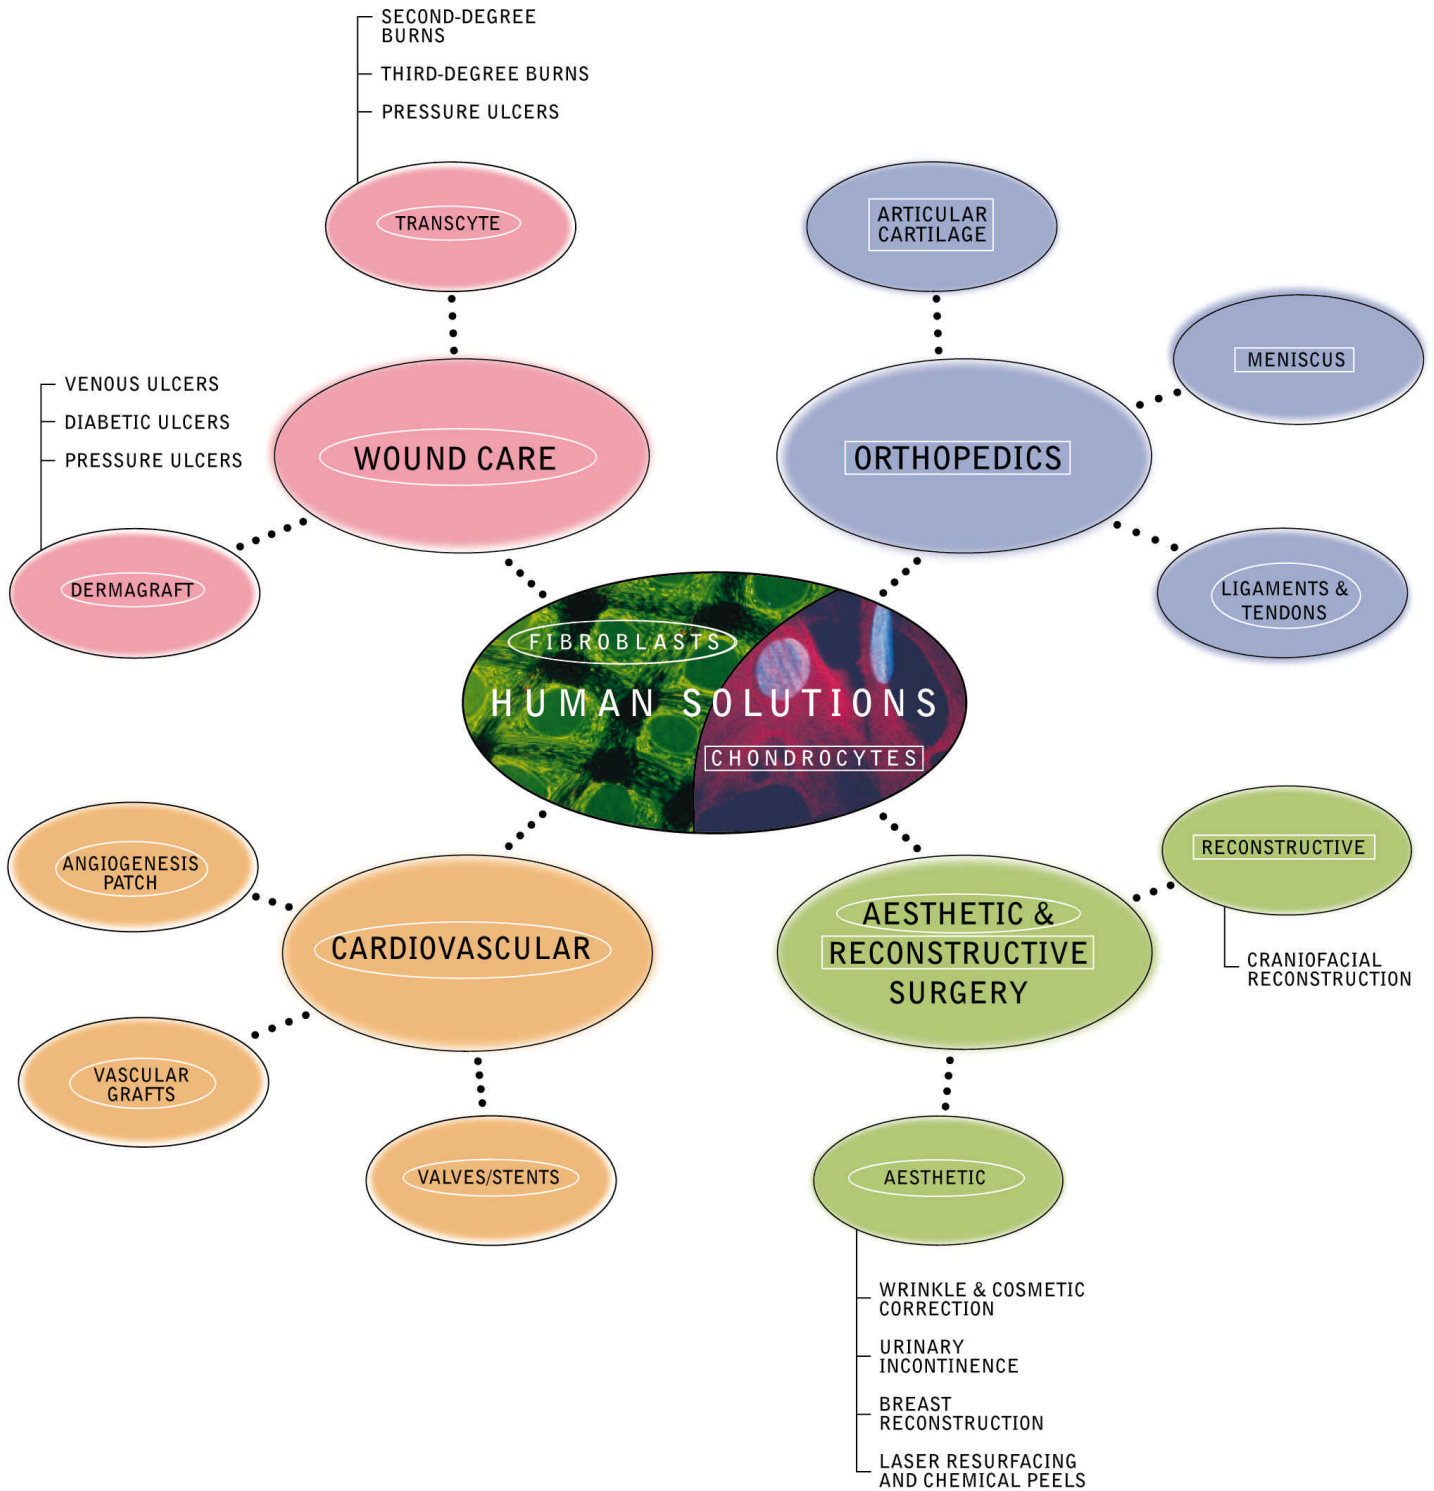 SECOND-DEGREE
BURNS
THIRD-DEGREE BURNS
PRESSURE ULCERS
TRANSCYTE
VENOUS ULCERS
DIABETIC ULCERS
PRESSURE ULCERS
WOUND CARE
DERMAGRAFT
ARTICULAR
CARTILAGE
MENISCUS
ORTHOPEDICS
LIGAMENTS &
TENDONS
FIBROBLASTS
HUMAN SOLUTIONS
CHONDROCYTES
ANGIOGENESIS
PATCH
CARDIOVASCULAR
VASCULAR
GRAFTS
VALVES/STENTS
RECONSTRUCTIVE
AESTHETIC &
RECONSTRUCTIVE
SURGERY
CRANIOFACIAL
RECONSTRUCTION
AESTHETIC
WRINKLE & COSMETIC
CORRECTION
URINARY
INCONTINENCE
BREAST
RECONSTRUCTION
LASER RESURFACING
AND CHEMICAL PEELS